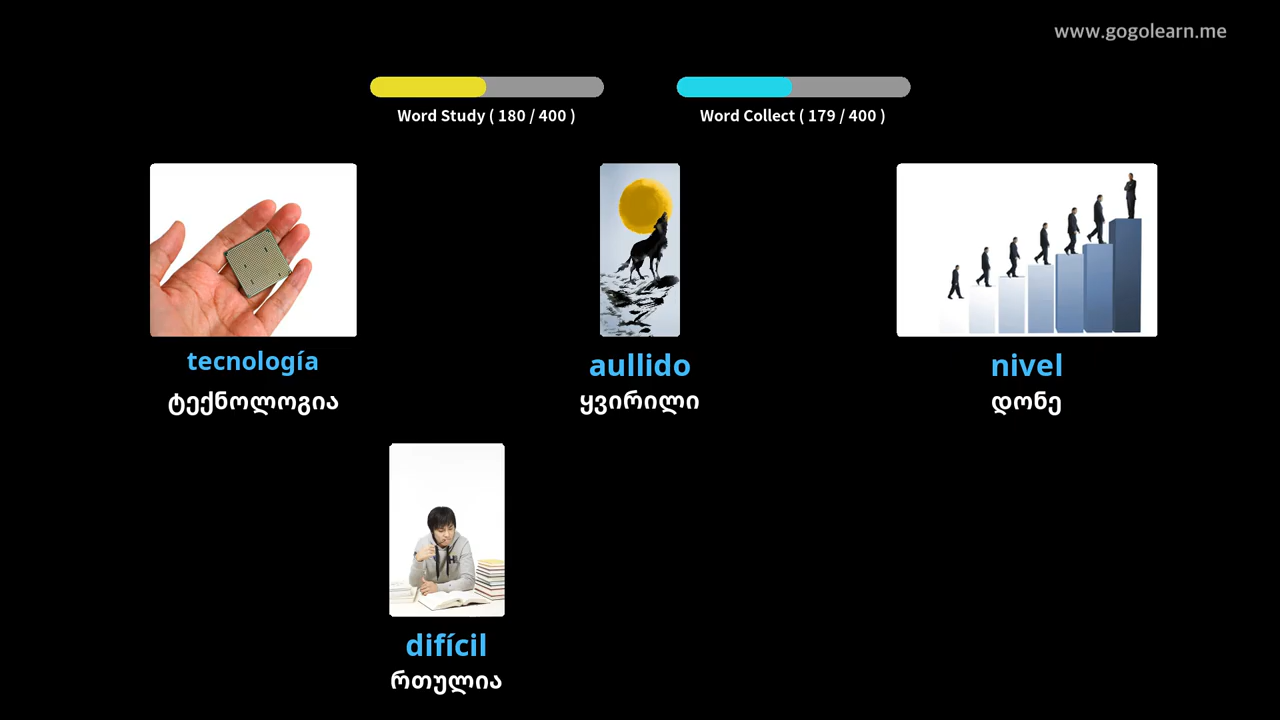 www.gogolearn.me
Word Study ( 180 / 400 )
Word Collect ( 179 / 400 )
tecnología
ტექნოლოგია
aullido
ყვირილი
nivel
დონე
difícil
რთულია